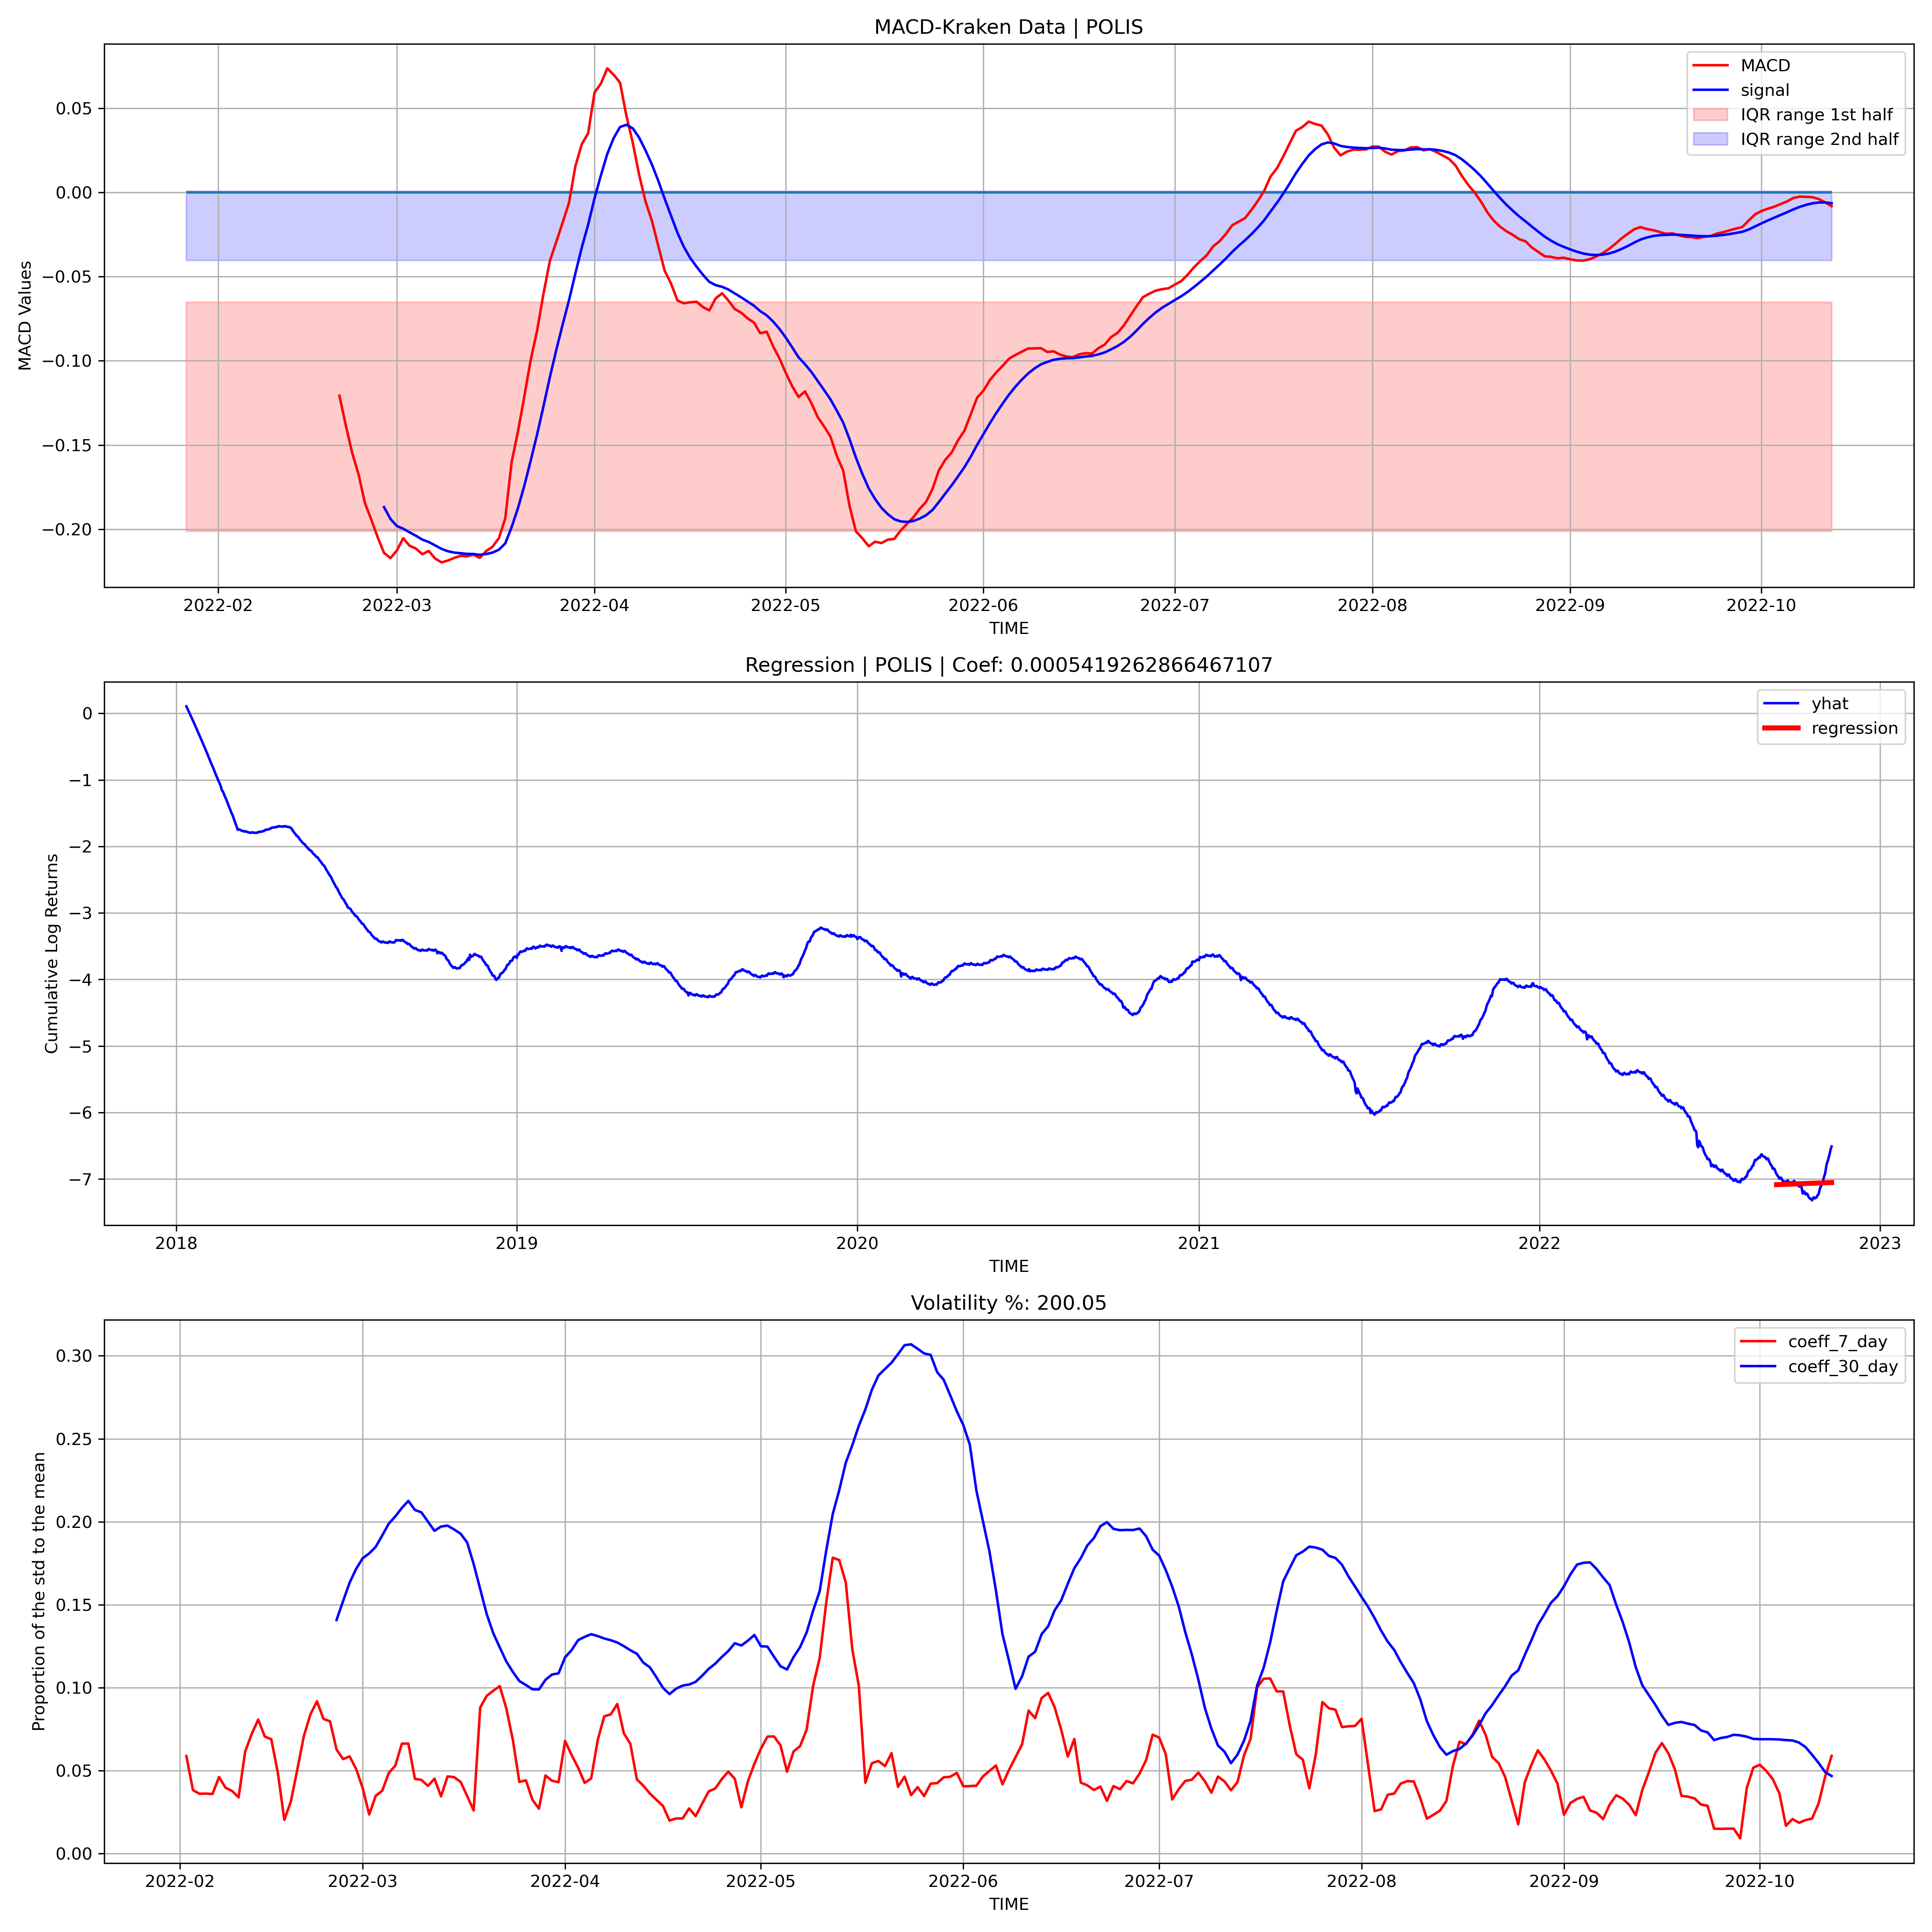 MACD-Kraken Data | POLIS
MACD Values
0.05
0.00
−0.05
−0.10
−0.15
−0.20
MACD
signal
IQR range 1st half
IQR range 2nd half
2022-02 2022-03 2022-04 2022-05 2022-06 2022-07 2022-08 2022-09 2022-10
TIME
Regression | POLIS | Coef: 0.0005419262866467107
Cumulative Log Returns
0
−1
−2
−3
−4
−5
−6
−7
yhat
regression
2018 2019 2020 2021 2022 2023
TIME
Volatility %: 200.05
Proportion of the std to the mean
0.30
0.25
0.20
0.15
0.10
0.05
0.00
coeff_7_day
coeff_30_day
2022-02 2022-03 2022-04 2022-05 2022-06 2022-07 2022-08 2022-09 2022-10
TIME